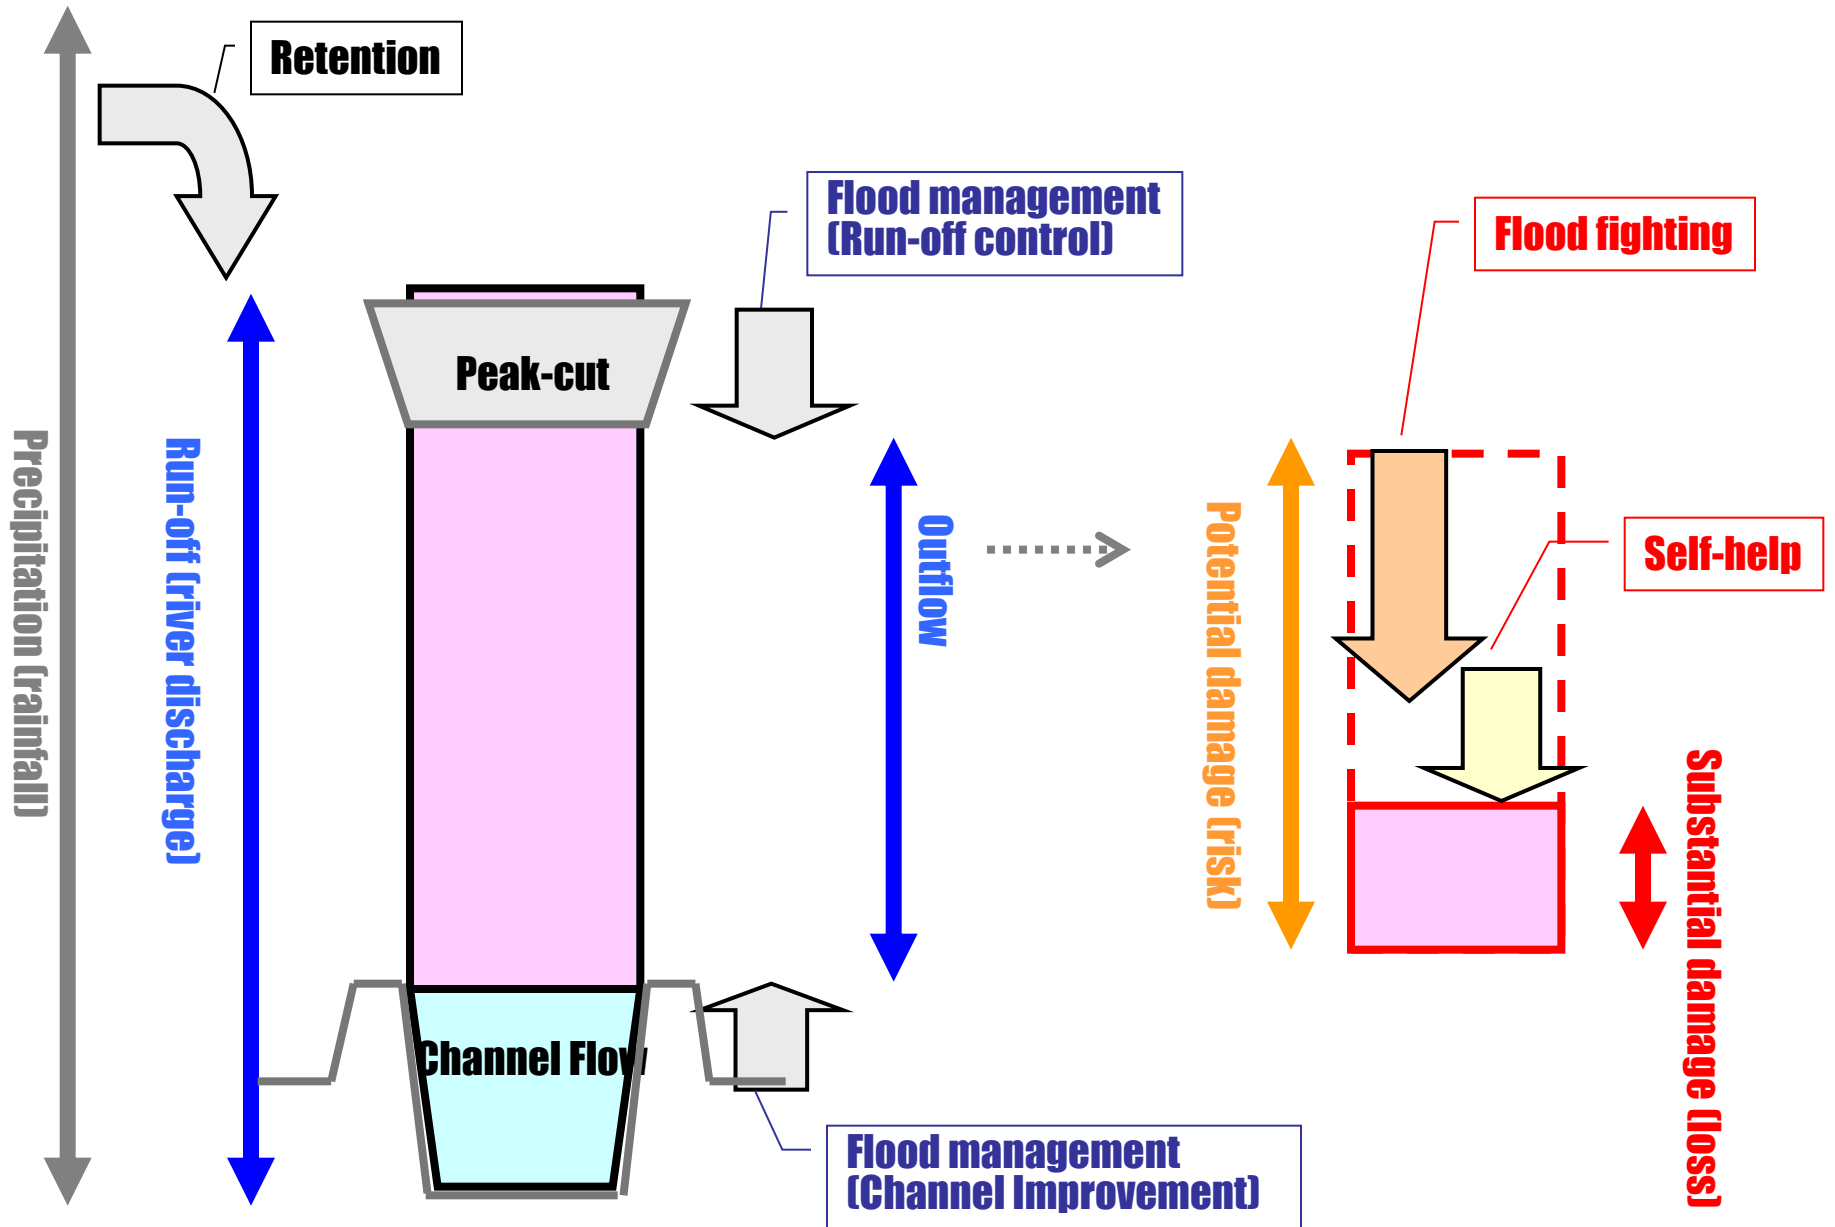 Retention
Flood management
(Run-off control)
Flood fighting
Peak-cut
Precipitation (rainfall)
Run-off (river discharge)
Outflow
Potential damage (risk)
Self-help
Substantial damage (loss)
Channel Flow
Flood management
(Channel Improvement)